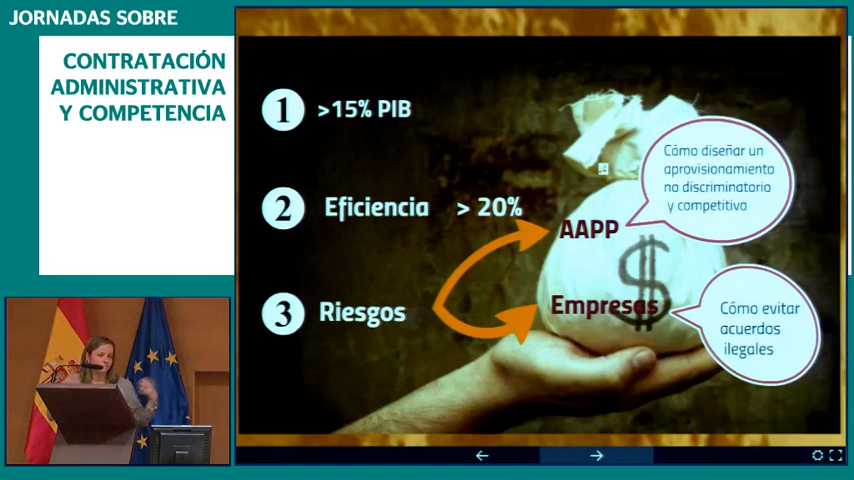 JORNADAS SOBRE
CONTRATACIÓN
ADMINISTRATIVA
Y COMPETENCIA
1 >15% PIB
2 Eficiencia > 20%
3 Riesgos
AAPP
Cómo diseñar un
aprovisionamiento
no discriminatorio
y competitivo
Empresas
$
Cómo evitar
acuerdos
ilegales